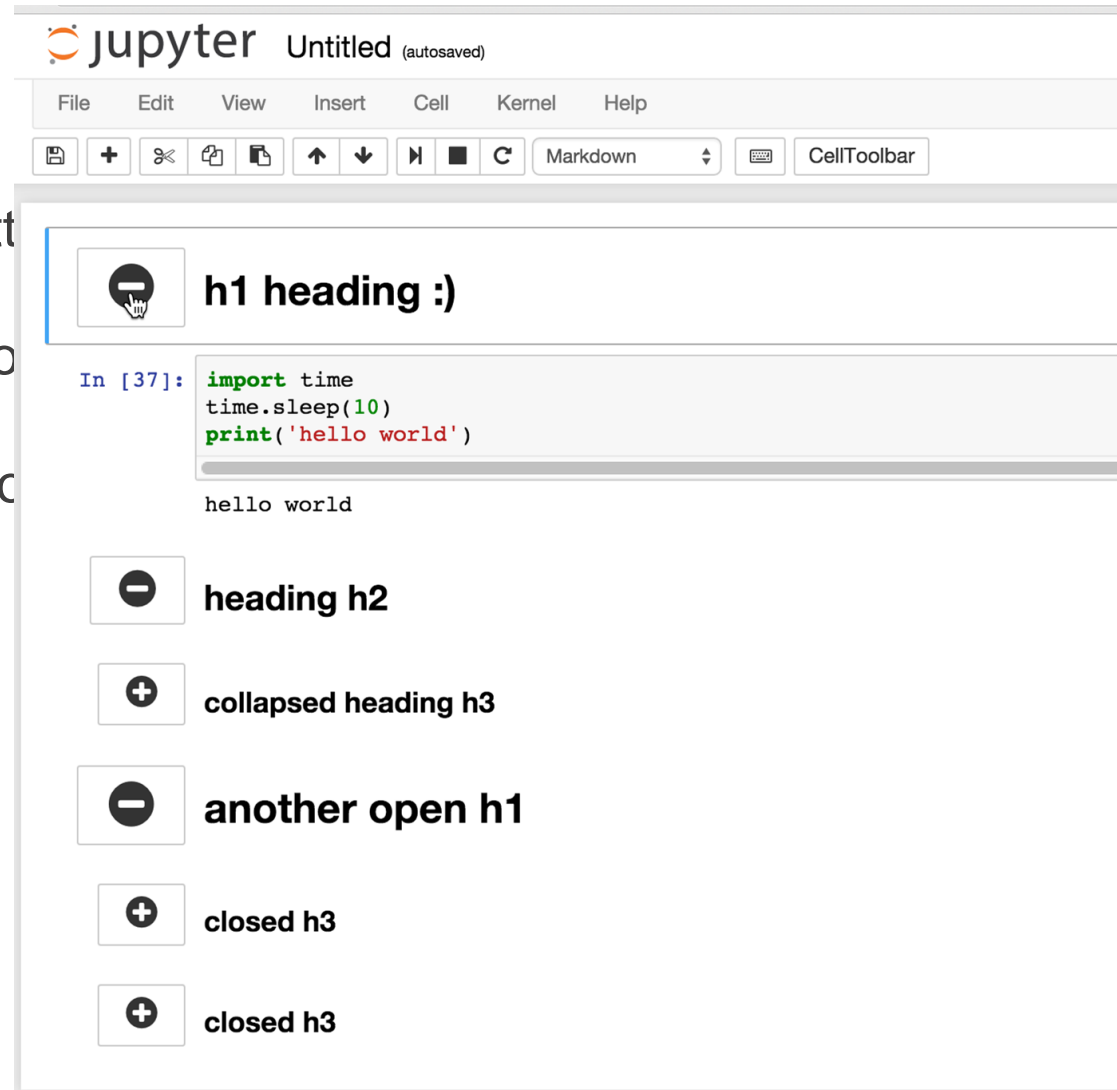 jupyter Untitled (autosaved)
File Edit View Insert Cell Kernel Help
Markdown CellToolbar
h1 heading :)
In [37]: import time
time.sleep(10)
print('hello world')
hello world
heading h2
collapsed heading h3
another open h1
closed h3
closed h3